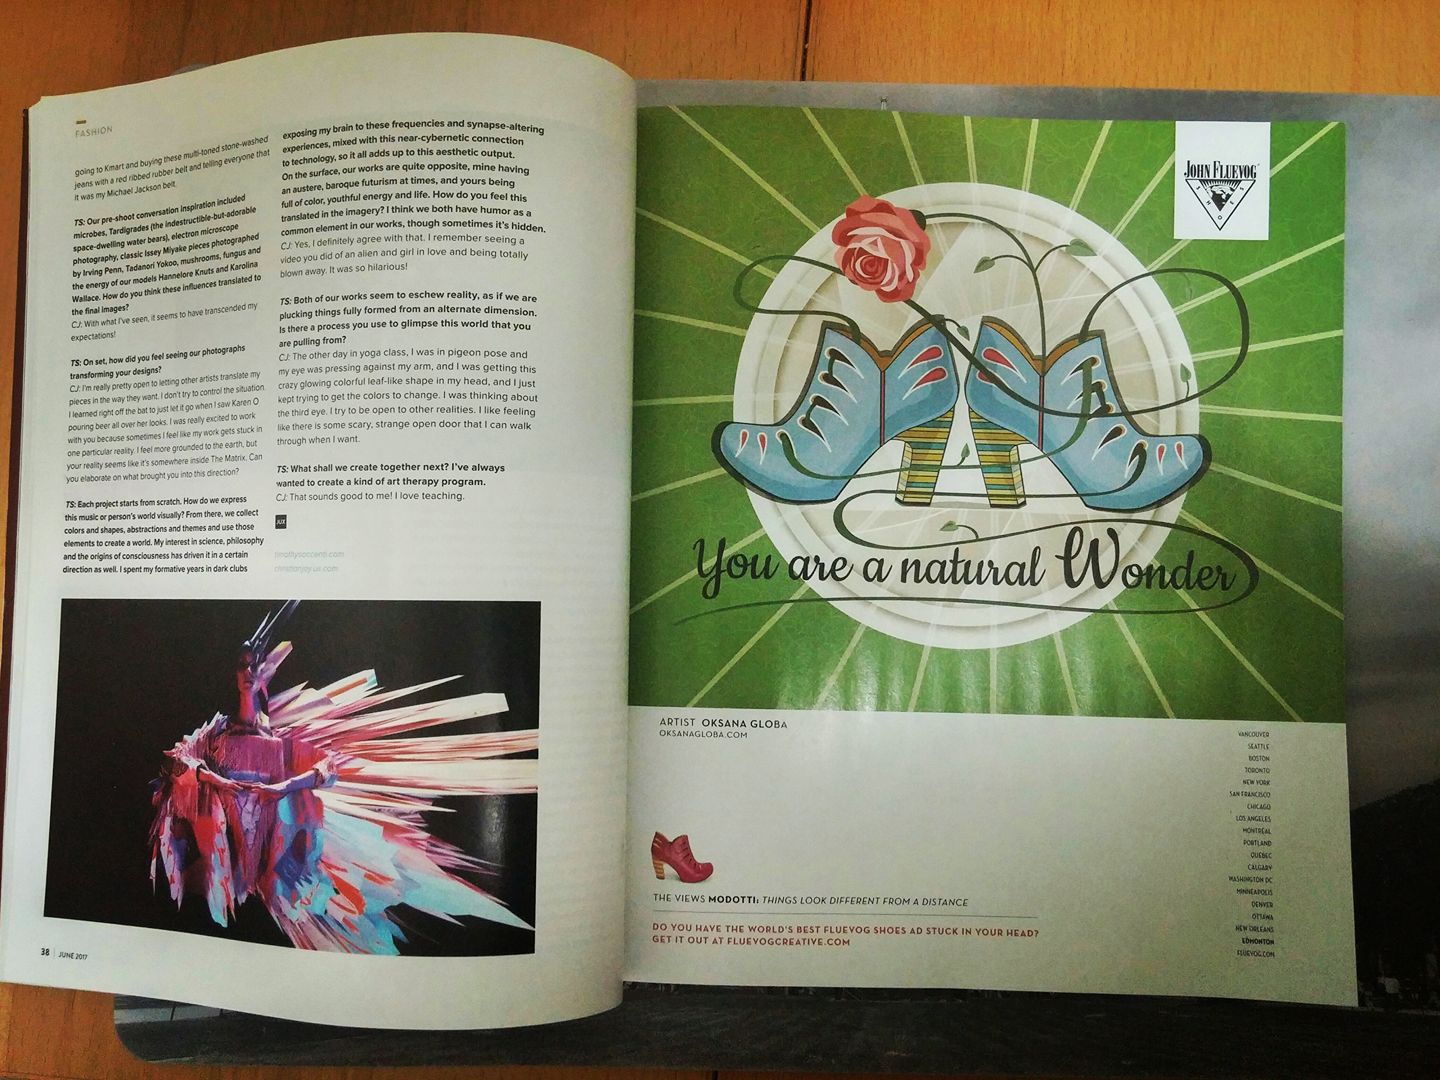 FASHION
going to Kmart and buying these multi-toned stone-washed
jeans with a red ribbed rubber belt and telling everyone that
it was my Michael Jackson belt.
TS: Our pre-shoot conversation inspiration included
microbes, Tardigrades (the indestructible-but-adorable
space-dwelling water bears), electron microscope
photography, classic Issey Miyake pieces photographed
by Irving Penn, Tadanori Yokoo, mushrooms, fungus and
the energy of our models Hannelore Knuts and Karolina
Wallace. How do you think these influences translated to
the final images?
CJ: With what I've seen, it seems to have transcended my
expectations!
TS: On set, how did you feel seeing our photographs
transforming your designs?
CJ: I'm really pretty open to letting other artists translate my
pieces in the way they want. I don't try to control the situation.
I learned right off the bat to just let it go when I saw Karen O
pouring beer all over her looks. I was really excited to work
with you because sometimes I feel like my work gets stuck in
one particular reality. I feel more grounded to the earth, but
your reality seems like it's somewhere inside The Matrix. Can
you elaborate on what brought you into this direction?
TS: Each project starts from scratch. How do we express
this music or person's world visually? From there, we collect
colors and shapes, abstractions and themes and use those
elements to create a world. My interest in science, philosophy
and the origins of consciousness has driven it in a certain
direction as well. I spent my formative years in dark clubs
exposing my brain to these frequencies and synapse-altering
experiences, mixed with this near-cybernetic connection
to technology, so it all adds up to this aesthetic output.
On the surface, our works are quite opposite, mine having
an austere, baroque futurism at times, and yours being
full of color, youthful energy and life. How do you feel this
translated in the imagery? I think we both have humor as a
common element in our works, though sometimes it's hidden.
CJ: Yes, I definitely agree with that. I remember seeing a
video you did of an alien and girl in love and being totally
blown away. It was so hilarious!
TS: Both of our works seem to eschew reality, as if we are
plucking things fully formed from an alternate dimension.
Is there a process you use to glimpse this world that you
are pulling from?
CJ: The other day in yoga class, I was in pigeon pose and
my eye was pressing against my arm, and I was getting this
crazy glowing colorful leaf-like shape in my head, and I just
kept trying to get the colors to change. I was thinking about
the third eye. I try to be open to other realities. I like feeling
like there is some scary, strange open door that I can walk
through when I want.
TS: What shall we create together next? I've always
wanted to create a kind of art therapy program.
CJ: That sounds good to me! I love teaching.
JUX
timothysaccenti.com
christianjoy.us.com
38 | JUNE 2017
JOHN FLUEVOG
SHOES
You are a natural Wonder
ARTIST OKSANA GLOBA
OKSANAGLOBA.COM
THE VIEWS MODOTTI: THINGS LOOK DIFFERENT FROM A DISTANCE
DO YOU HAVE THE WORLD'S BEST FLUEVOG SHOES AD STUCK IN YOUR HEAD?
GET IT OUT AT FLUEVOGCREATIVE.COM
VANCOUVER
SEATTLE
BOSTON
TORONTO
NEW YORK
SAN FRANCISCO
CHICAGO
LOS ANGELES
MONTRÉAL
PORTLAND
QUEBEC
CALGARY
WASHINGTON DC
MINNEAPOLIS
DENVER
OTTAWA
NEW ORLEANS
EDMONTON
FLUEVOG.COM